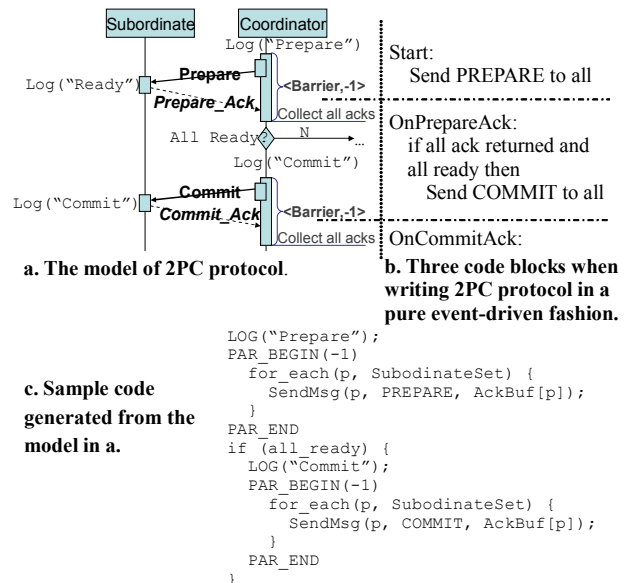 Subordinate Coordinator
Log("Prepare")
Prepare
Log("Ready")
Prepare_Ack
<Barrier,-1>
Collect all acks
All Ready? N ...
Log("Commit")
Commit
Log("Commit")
Commit_Ack
<Barrier,-1>
Collect all acks
a. The model of 2PC protocol.
Start:
Send PREPARE to all
OnPrepareAck:
if all ack returned and
all ready then
Send COMMIT to all
OnCommitAck:
b. Three code blocks when
writing 2PC protocol in a
pure event-driven fashion.
c. Sample code
generated from the
model in a.
LOG("Prepare");
PAR_BEGIN(-1)
for_each(p, SubodinateSet) {
SendMsg(p, PREPARE, AckBuf[p]);
}
PAR_END
if (all_ready) {
LOG("Commit");
PAR_BEGIN(-1)
for_each(p, SubodinateSet) {
SendMsg(p, COMMIT, AckBuf[p]);
}
PAR_END
}